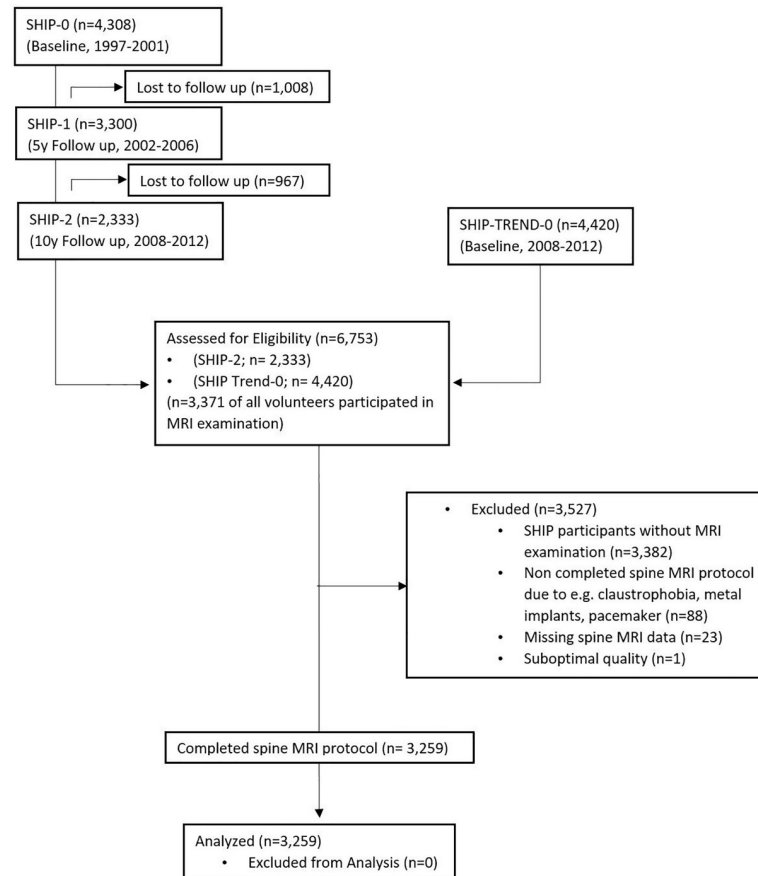 SHIP-0 (n=4,308)
(Baseline, 1997-2001)
Lost to follow up (n=1,008)
SHIP-1 (n=3,300)
(5y Follow up, 2002-2006)
Lost to follow up (n=967)
SHIP-2 (n=2,333)
(10y Follow up, 2008-2012)
SHIP-TREND-0 (n=4,420)
(Baseline, 2008-2012)
Assessed for Eligibility (n=6,753)
• (SHIP-2; n= 2,333)
• (SHIP Trend-0; n= 4,420)
(n=3,371 of all volunteers participated in
MRI examination)
• Excluded (n=3,527)
• SHIP participants without MRI
examination (n=3,382)
• Non completed spine MRI protocol
due to e.g. claustrophobia, metal
implants, pacemaker (n=88)
• Missing spine MRI data (n=23)
• Suboptimal quality (n=1)
Completed spine MRI protocol (n= 3,259)
Analyzed (n=3,259)
• Excluded from Analysis (n=0)